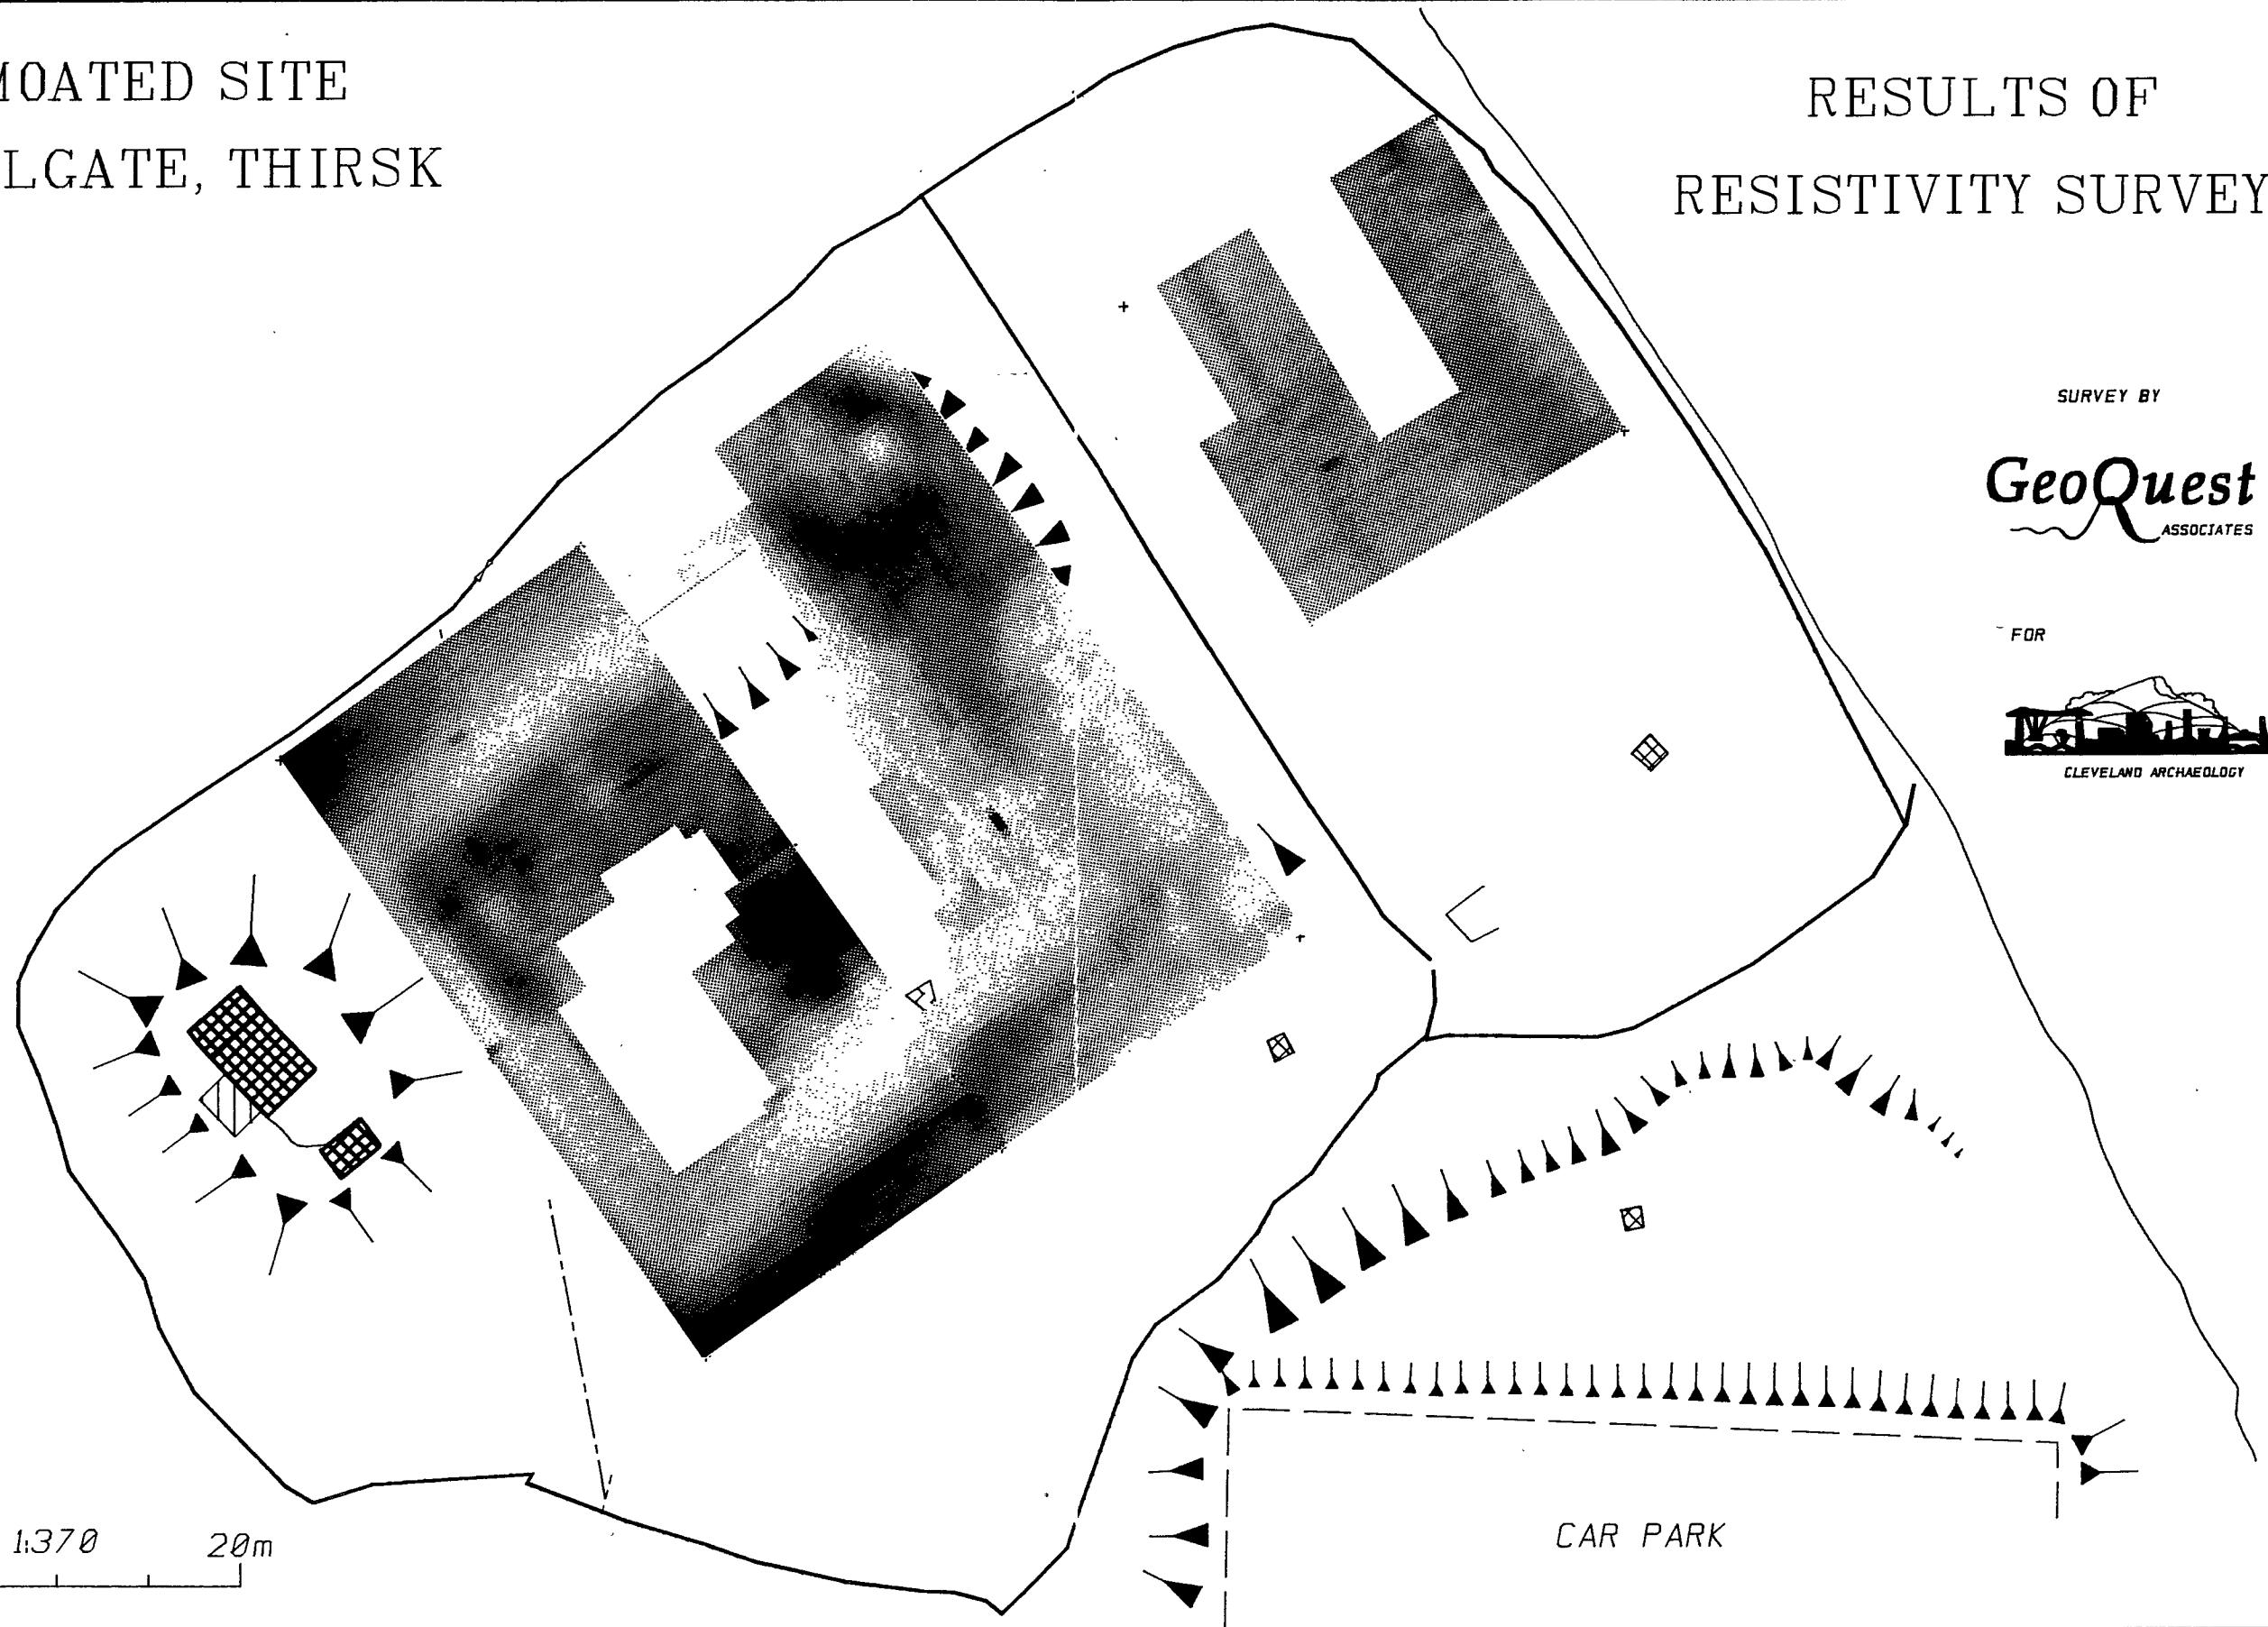 MOATED SITE
LGATE, THIRSK
RESULTS OF
RESISTIVITY SURVEY
SURVEY BY
GeoQuest
ASSOCIATES
FOR
CLEVELAND ARCHAEOLOGY
1:370 20m
CAR PARK